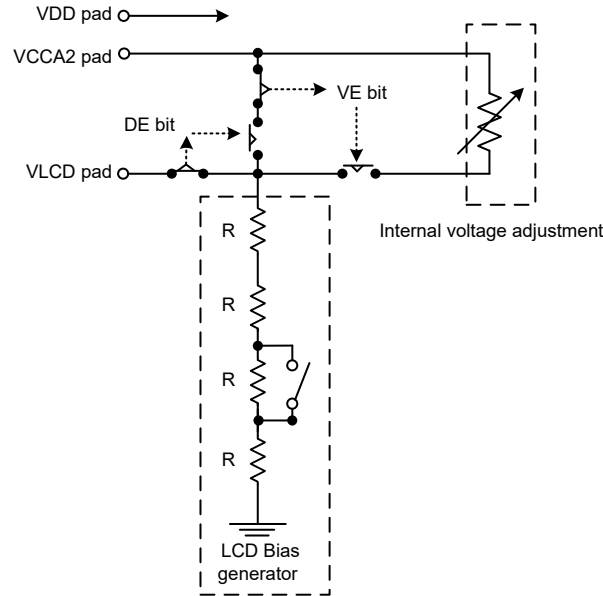 VDD pad
VCCA2 pad
VE bit
DE bit
VLCD pad
Internal voltage adjustment
R
R
R
R
LCD Bias
generator